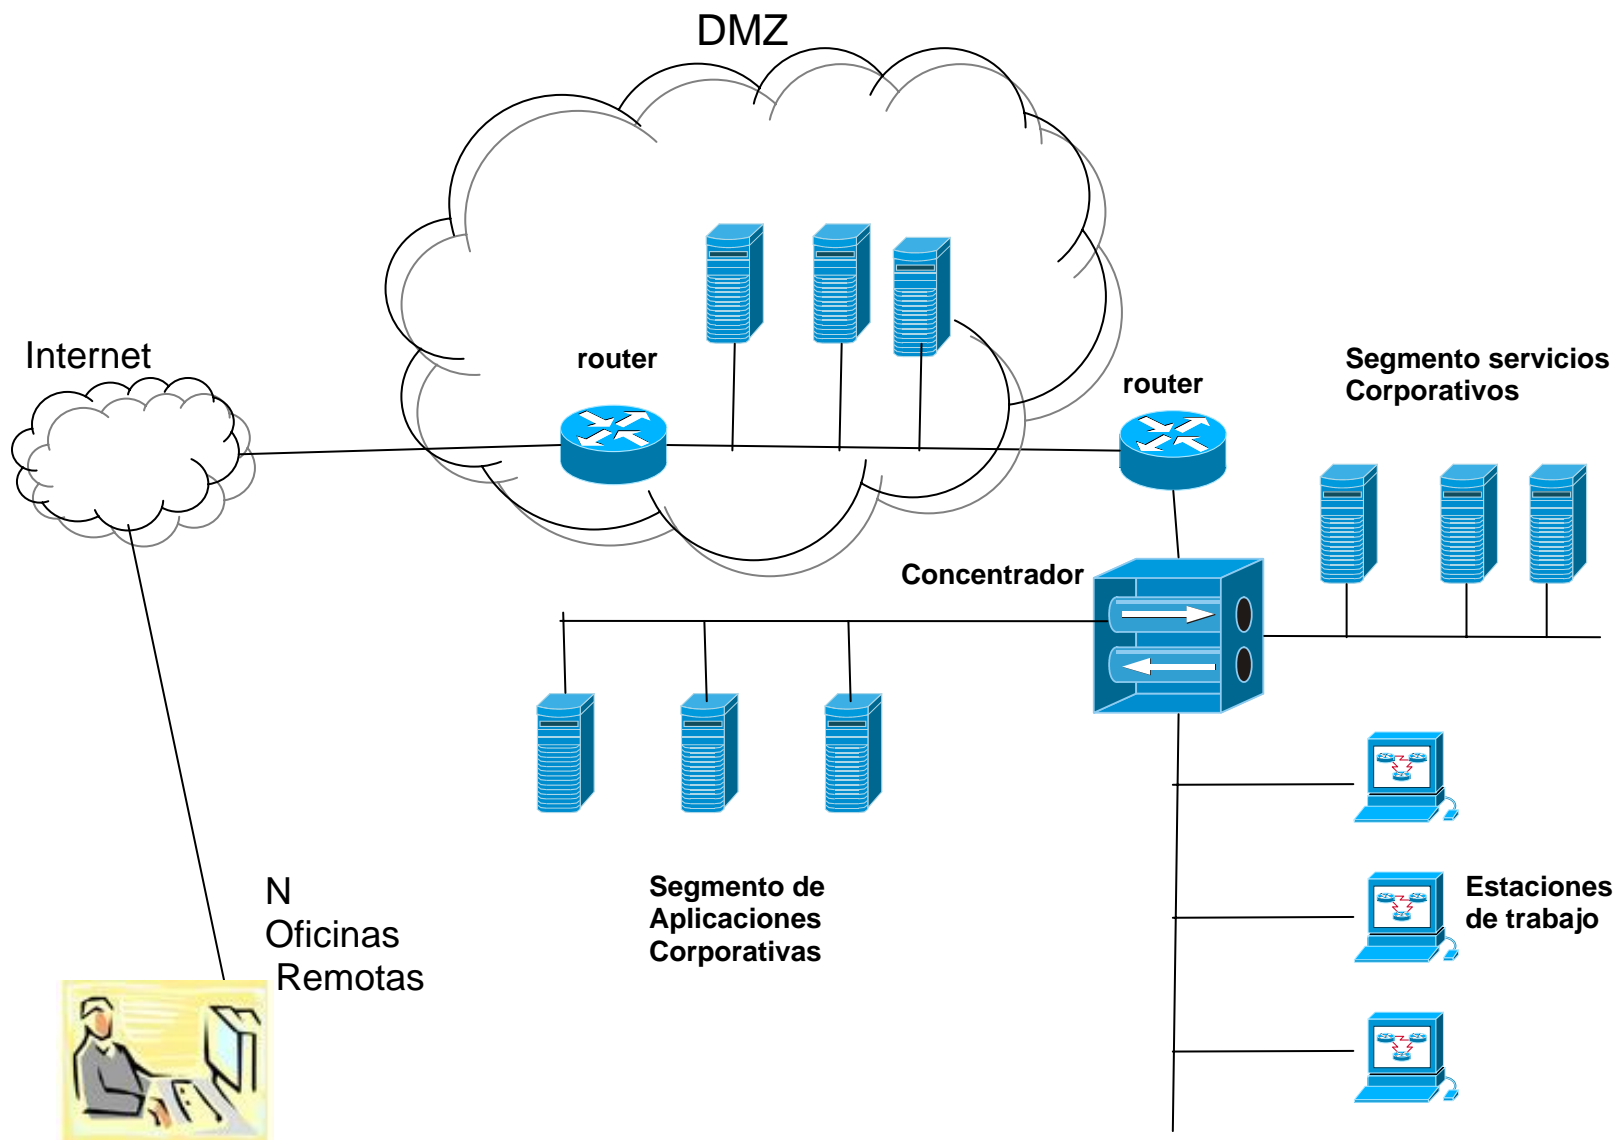 DMZ
Internet
router
router
Segmento servicios
Corporativos
Concentrador
Segmento de
Aplicaciones
Corporativas
Estaciones
de trabajo
N
Oficinas
Remotas